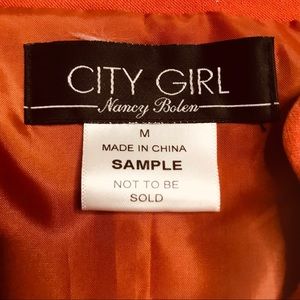 CITY GIRL
Nancy Bolen
M
MADE IN CHINA
SAMPLE
NOT TO BE
SOLD